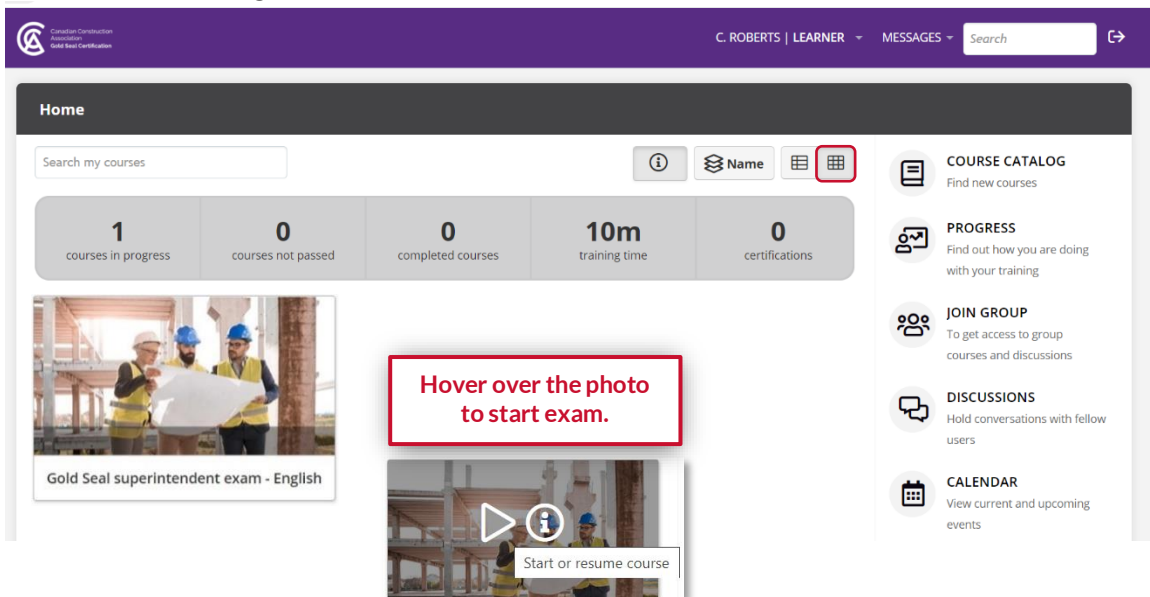 Canadian Construction
Association
Gold Seal Certification
C. ROBERTS | LEARNER
MESSAGES
Search
Home
Search my courses
Name
1
courses in progress
0
courses not passed
0
completed courses
10m
training time
0
certifications
COURSE CATALOG
Find new courses
PROGRESS
Find out how you are doing
with your training
JOIN GROUP
To get access to group
courses and discussions
DISCUSSIONS
Hold conversations with fellow
users
CALENDAR
View current and upcoming
events
Gold Seal superintendent exam - English
Hover over the photo
to start exam.
Start or resume course